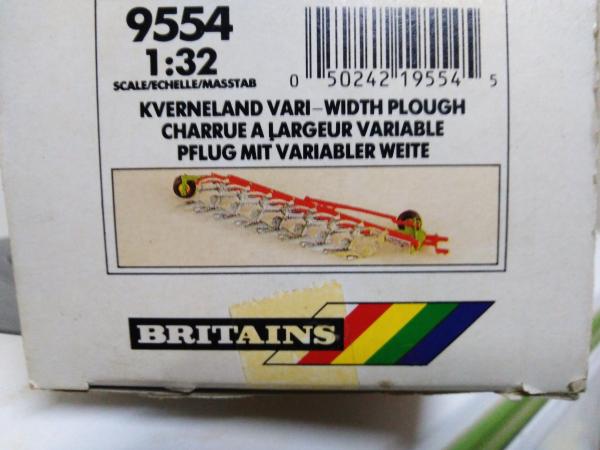 9554
1:32
SCALE/ECHELLE/MASSTAB
0 50242 19554 5
KVERNELAND VARI-WIDTH PLOUGH
CHARRUE A LARGEUR VARIABLE
PFLUG MIT VARIABLER WEITE
BRITAINS